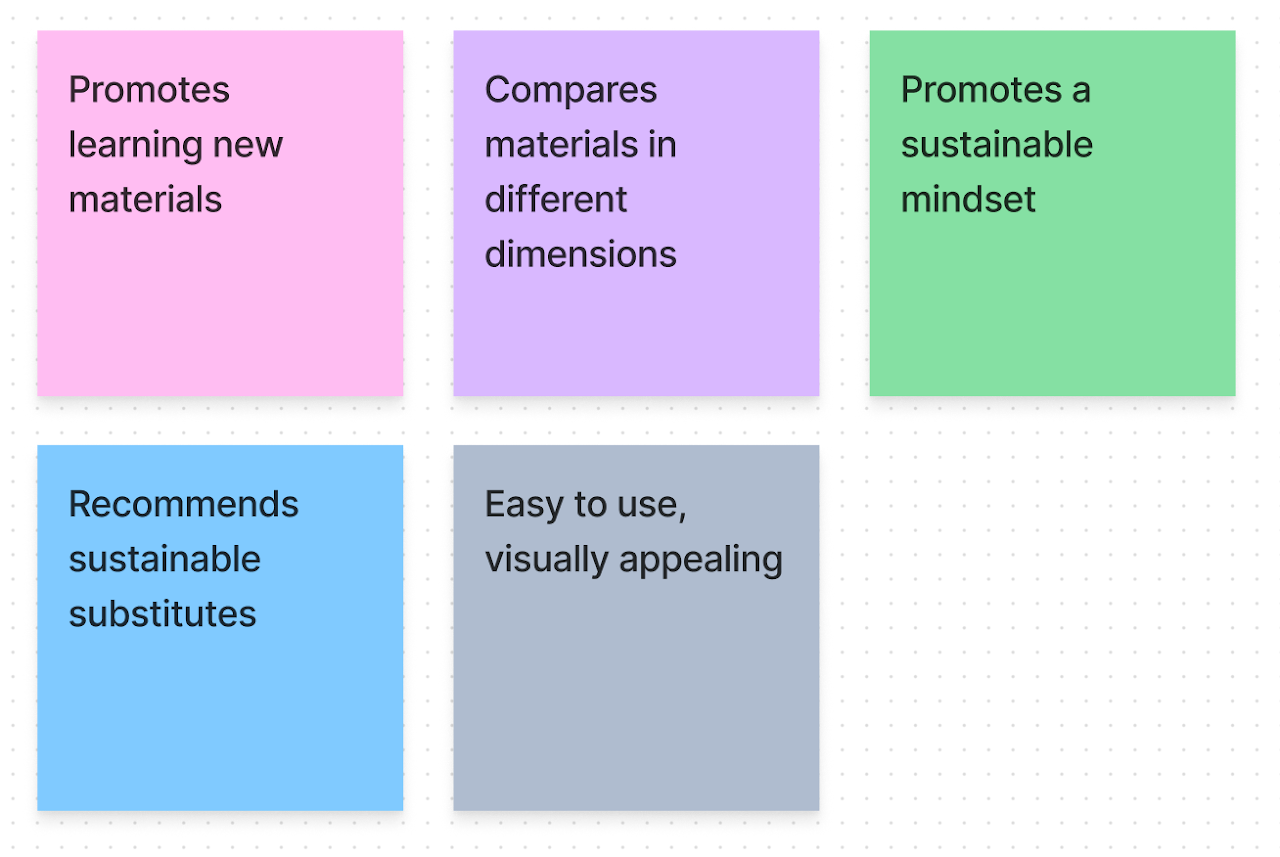 Promotes
learning new
materials
Compares
materials in
different
dimensions
Promotes a
sustainable
mindset
Recommends
sustainable
substitutes
Easy to use,
visually appealing